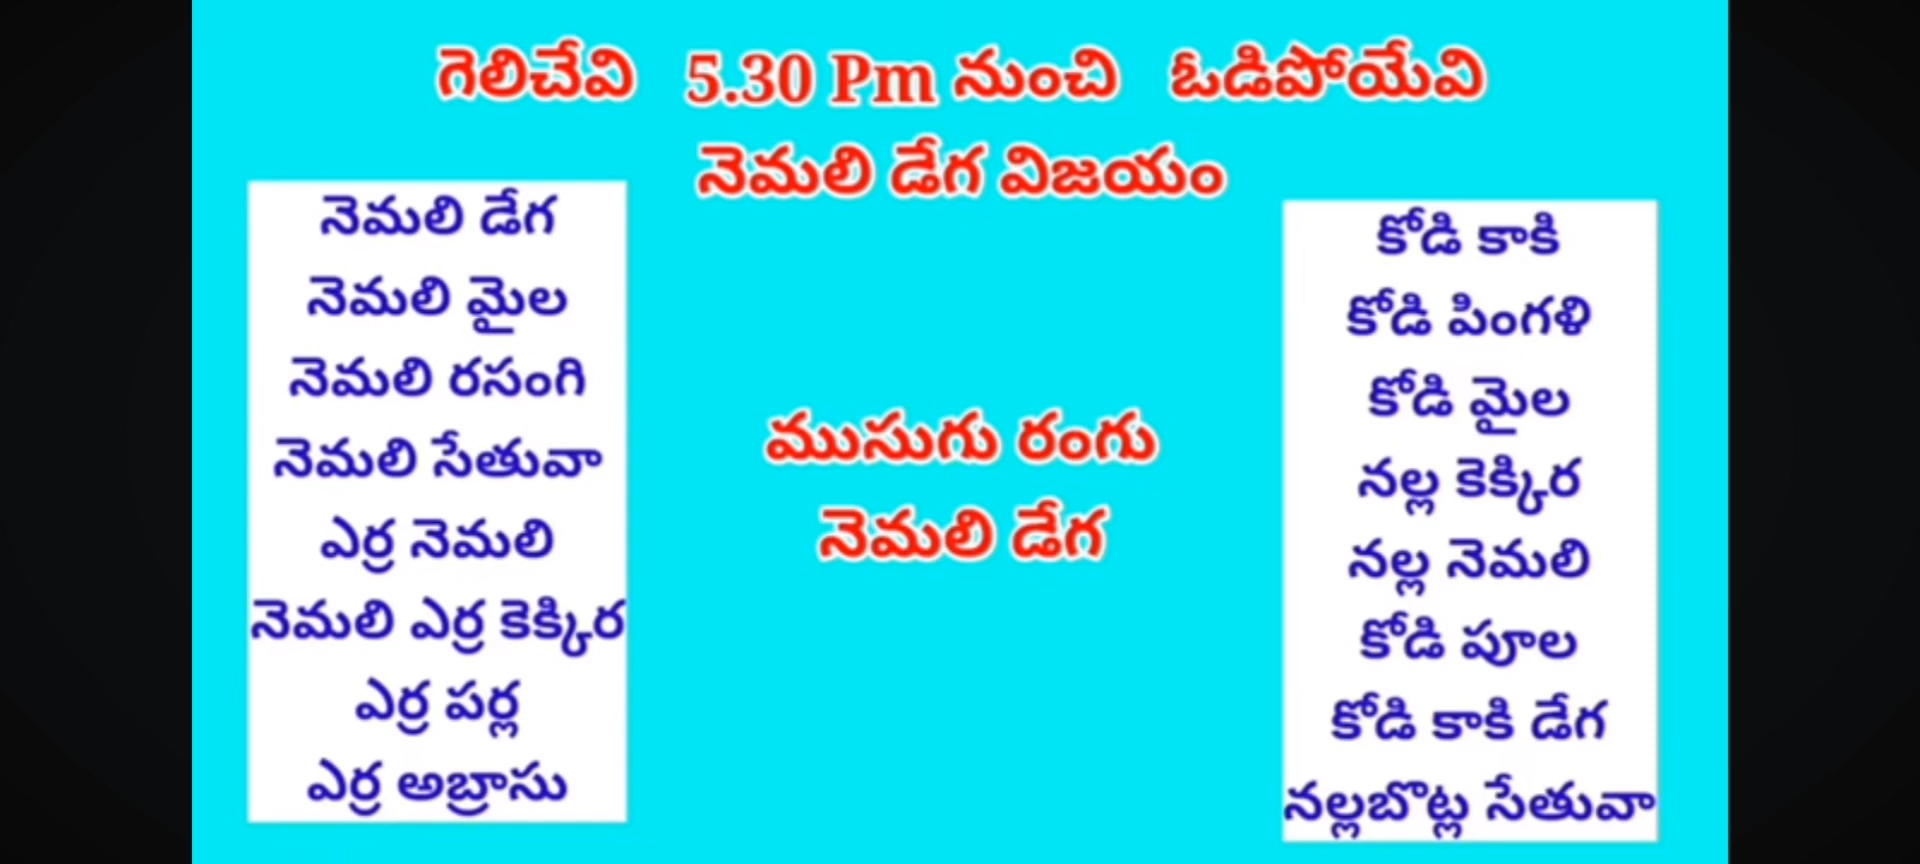 గెలిచేవి 5.30 Pm నుంచి ఓడిపోయేవి
నెమలి డేగ విజయం
నెమలి డేగ
నెమలి మైల
నెమలి రసంగి
నెమలి సేతువా
ఎర్ర నెమలి
నెమలి ఎర్ర కెక్కిర
ఎర్ర పర్ల
ఎర్ర అబ్రాసు
ముసుగు రంగు
నెమలి డేగ
కోడి కాకి
కోడి పింగళి
కోడి మైల
నల్ల కెక్కిర
నల్ల నెమలి
కోడి పూల
కోడి కాకి డేగ
నల్లబొట్ల సేతువా